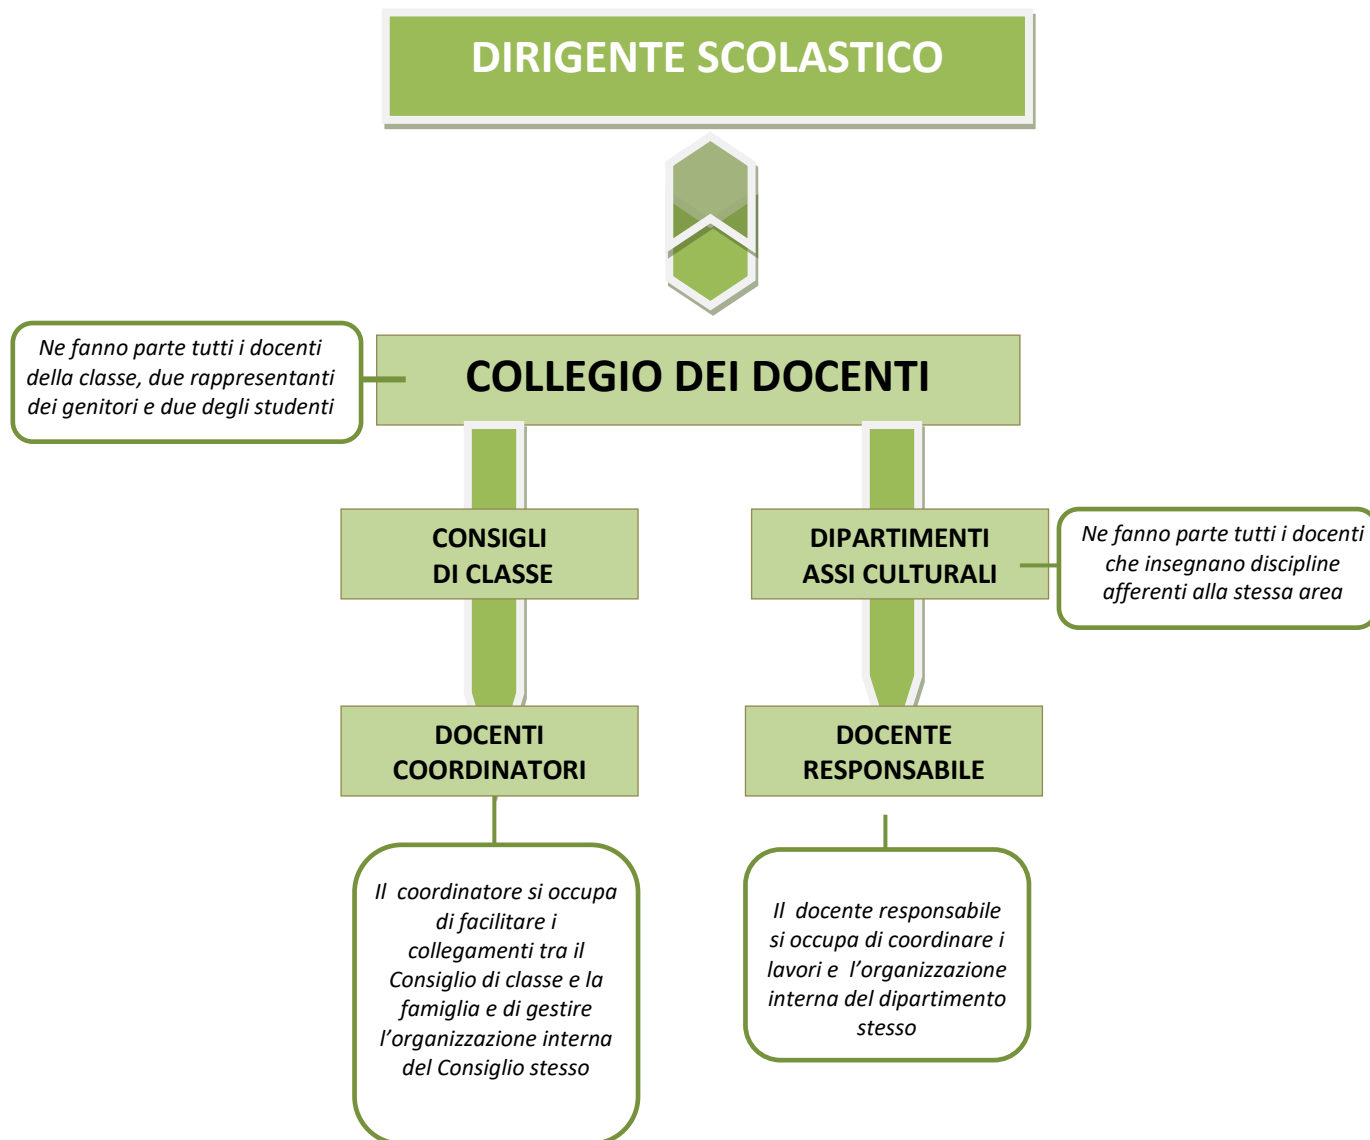 DIRIGENTE SCOLASTICO
Ne fanno parte tutti i docenti
della classe, due rappresentanti
dei genitori e due degli studenti
COLLEGIO DEI DOCENTI
CONSIGLI
DI CLASSE
DIPARTIMENTI
ASSI CULTURALI
Ne fanno parte tutti i docenti
che insegnano discipline
afferenti alla stessa area
DOCENTI
COORDINATORI
DOCENTE
RESPONSABILE
Il coordinatore si occupa
di facilitare i
collegamenti tra il
Consiglio di classe e la
famiglia e di gestire
l’organizzazione interna
del Consiglio stesso
Il docente responsabile
si occupa di coordinare i
lavori e l’organizzazione
interna del dipartimento
stesso